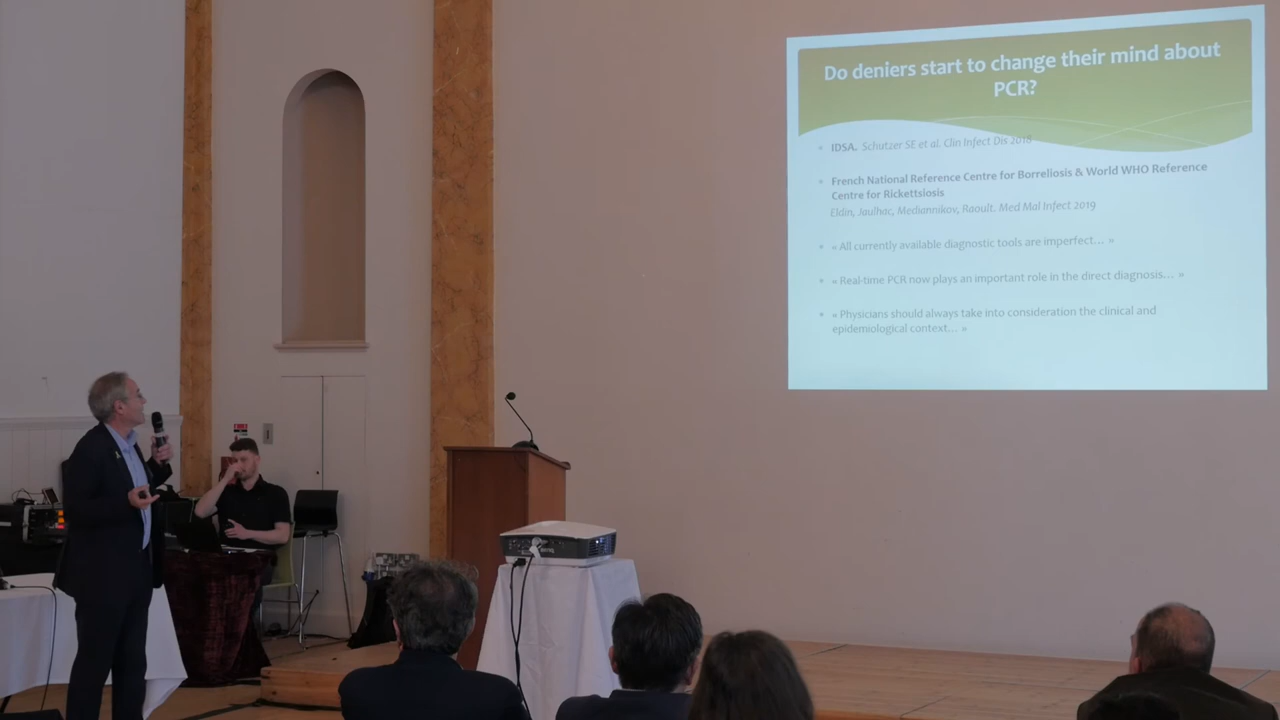 Do deniers start to change their mind about
PCR?
IDSA. Schutzer SE et al. Clin Infect Dis 2018
French National Reference Centre for Borreliosis & World WHO Reference
Centre for Rickettsiosis
Eldin, Jaulhac, Mediannikov, Raoult. Med Mal Infect 2019
« All currently available diagnostic tools are imperfect... »
« Real-time PCR now plays an important role in the direct diagnosis... »
« Physicians should always take into consideration the clinical and
epidemiological context... »